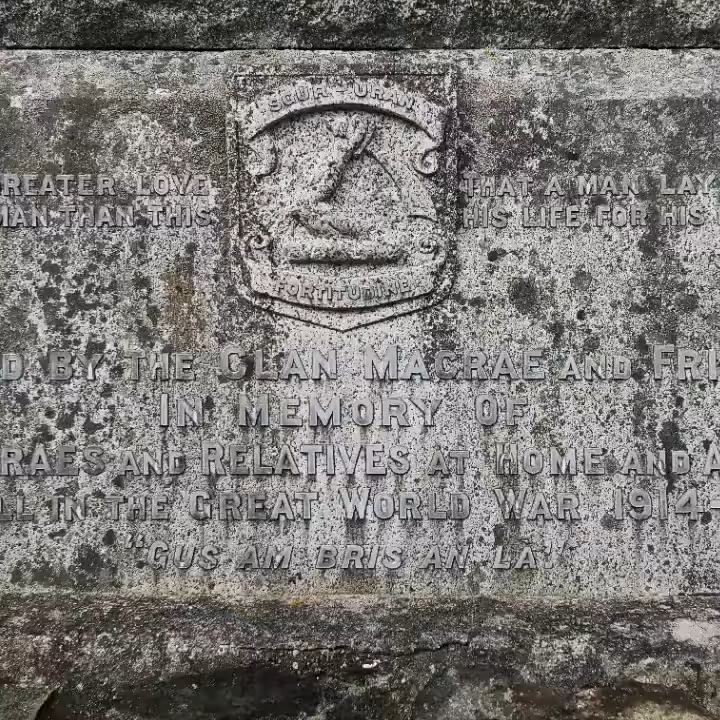 SGUR - URAN
REATER LOVE
MAN THAN THIS
THAT A MAN LAY
HIS LIFE FOR HIS
FORTITUDINE
D BY THE CLAN MACRAE AND FRI
IN MEMORY OF
RAES AND RELATIVES AT HOME AND A
LL IN THE GREAT WORLD WAR 1914-
"GUS AM BRIS AN LA."